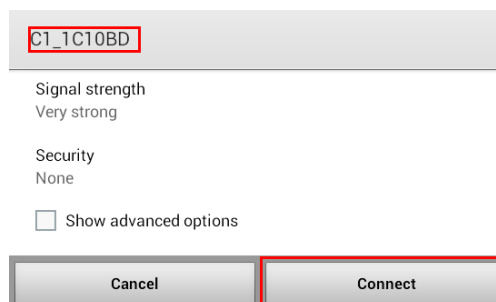 C1_1C10BD
Signal strength
Very strong
Security
None
Show advanced options
Cancel
Connect